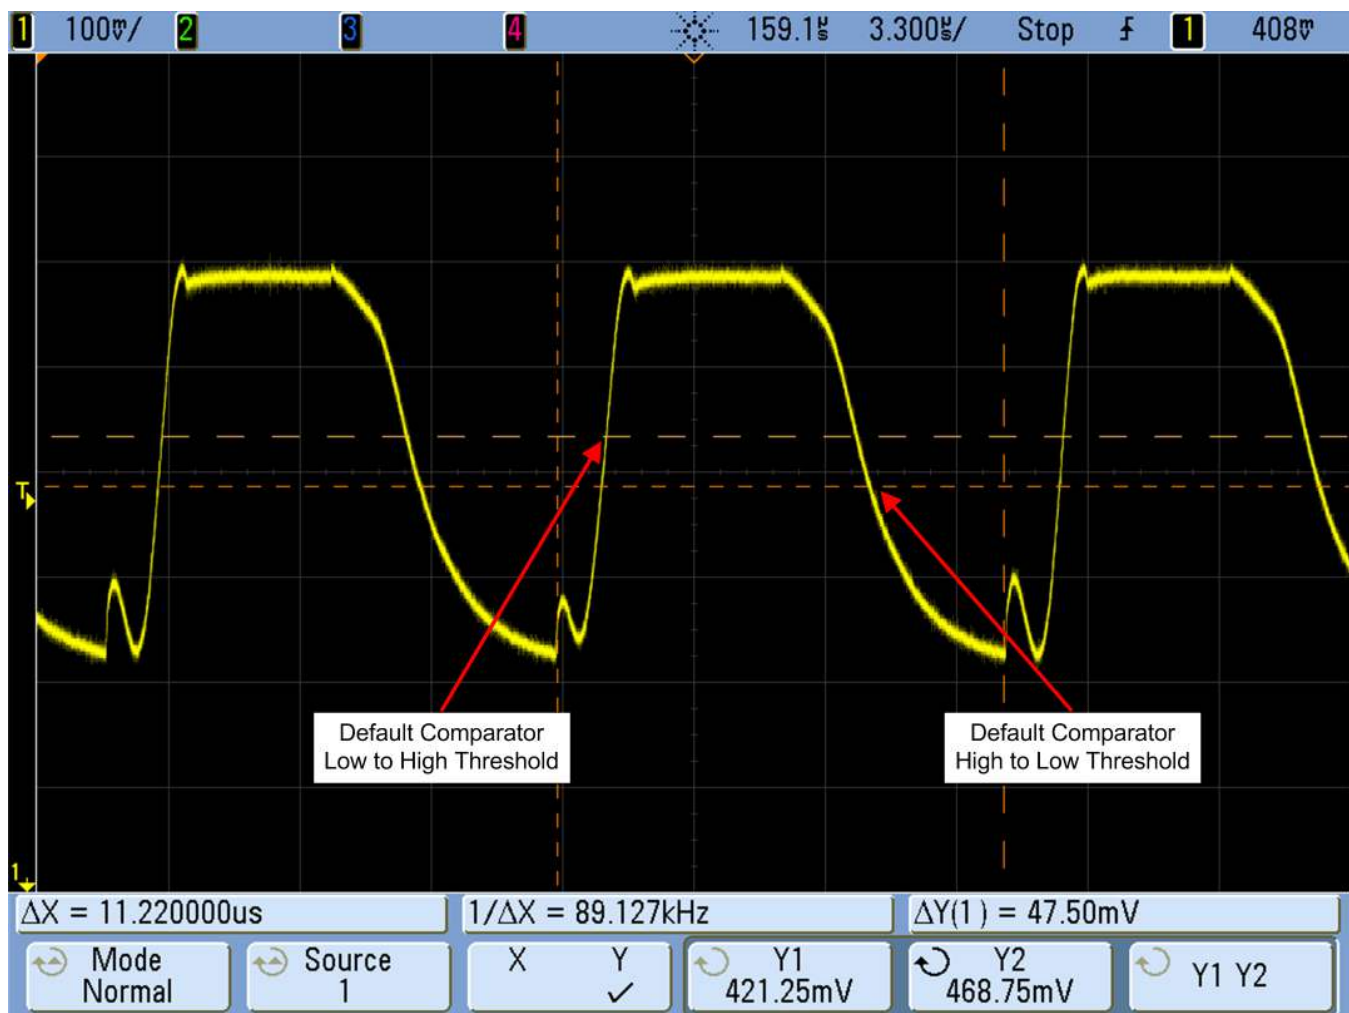 1 100mV/ 2 3 4 159.1µs 3.300µs/ Stop 1 408mV
T
Default Comparator
Low to High Threshold
Default Comparator
High to Low Threshold
1
ΔX = 11.220000us 1/ΔX = 89.127kHz ΔY(1) = 47.50mV
Mode Source X Y Y1 Y2 Y1 Y2
Normal 1 ✓ 421.25mV 468.75mV